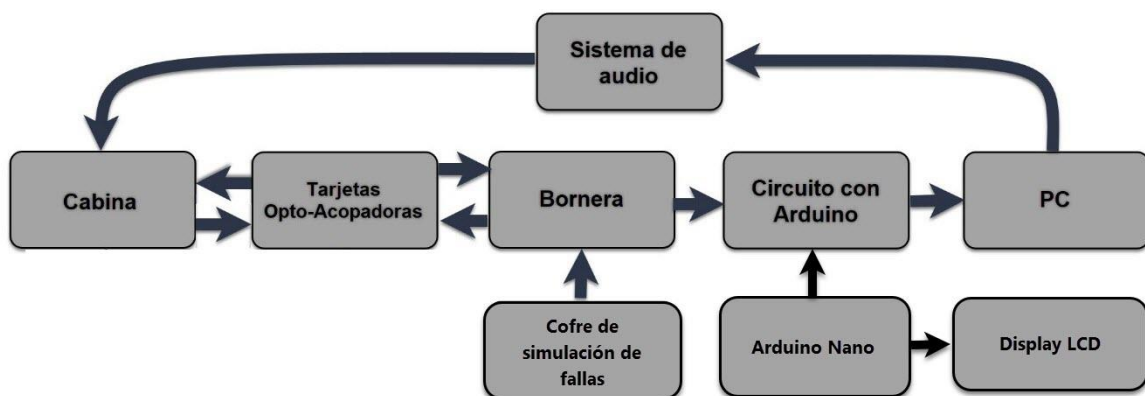 Sistema de
audio
Cabina
Tarjetas
Opto-Acopadoras
Bornera
Circuito con
Arduino
PC
Cofre de
simulación de
fallas
Arduino Nano
Display LCD